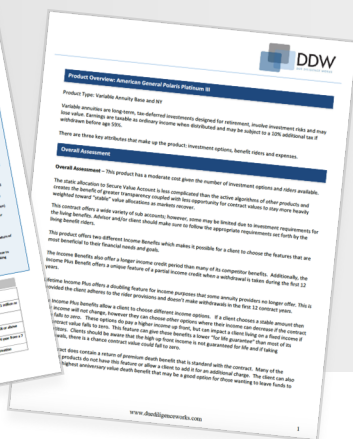 DDW
Product Overview: American General Polaris Platinum III
Product Type: Variable Annuity Base and NY
Variable annuities are long-term, tax-deferred investments designed for retirement, involve investment risks and may
lose value. Earnings are taxable as ordinary income when distributed and may be subject to a 10% additional tax if
withdrawn before age 59½.
There are three key attributes that make up the product: investment options, benefit riders and expenses.
Overall Assessment
Overall Assessment – This product has a moderate cost given the number of investment options and riders available.
The static allocation to Secure Value Account is less complicated than the active algorithms of other products and
creates the benefit of greater transparency coupled with less opportunity for contract values to stay more heavily
weighted toward "stable" value allocations as markets recover.
This contract offers a wide variety of sub accounts; however, some may be limited due to investment requirements for
the living benefits. Advisor and/or client should make sure to follow the appropriate requirements set forth by the
living benefit riders.
This product offers two different Income Benefits which makes it possible for a client to choose the features that are
most beneficial to their financial needs and goals.
The Income Benefits also offer a longer income credit period than many of its competitor benefits. Additionally, the
Income Plus Benefit offers a unique feature of a partial income credit when a withdrawal is taken during the first 12
years.
Lifetime Income Plus offers a doubling feature for income purposes that some annuity providers no longer offer. This is
provided the client adheres to the rider provisions and doesn't make withdrawals in the first 12 contract years.
Income Plus Benefits allow a client to choose different income options. If a client chooses a stable amount then
income will not change, however they can choose other options where their income can decrease if the contract
falls to zero. These options do pay a higher income up front, but can impact a client living on a fixed income if
contract value falls to zero. This feature can give these benefits a lower "for life guarantee" than most of its
competitors. Clients should be aware that the high up front income is not guaranteed for life and if taking
there is a chance contract value could fall to zero.
does contain a return of premium death benefit that is standard with the contract. Many of the
products do not have this feature or allow a client to add it for an additional charge. The client can also
highest anniversary value death benefit that may be a good option for those wanting to leave funds to
www.duediligenceworks.com
1